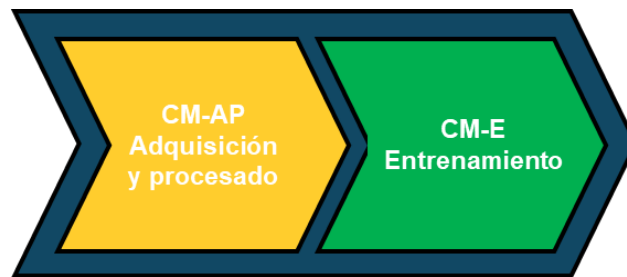 CM-AP
Adquisición
y procesado
CM-E
Entrenamiento